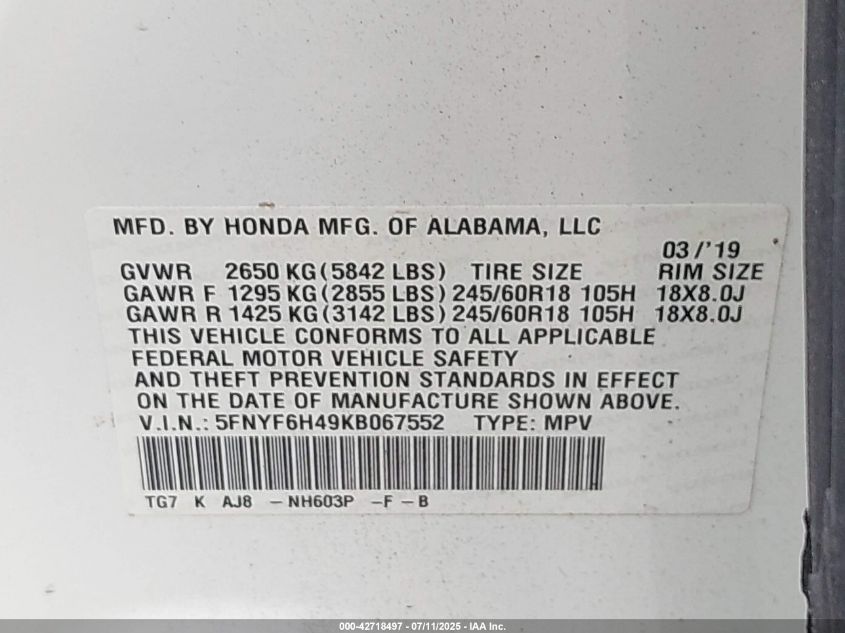 MFD. BY HONDA MFG. OF ALABAMA, LLC
03/'19
GVWR 2650 KG(5842 LBS) TIRE SIZE RIM SIZE
GAWR F 1295 KG(2855 LBS)245/60R18 105H 18X8.0J
GAWR R 1425 KG(3142 LBS)245/60R18 105H 18X8.0J
THIS VEHICLE CONFORMS TO ALL APPLICABLE
FEDERAL MOTOR VEHICLE SAFETY
AND THEFT PREVENTION STANDARDS IN EFFECT
ON THE DATE OF MANUFACTURE SHOWN ABOVE.
V.I.N.: 5FNYF6H49KB067552 TYPE: MPV
TG7 K AJ8 -NH603P -F-B
000-42718497 - 07/11/2025 - IAA Inc.